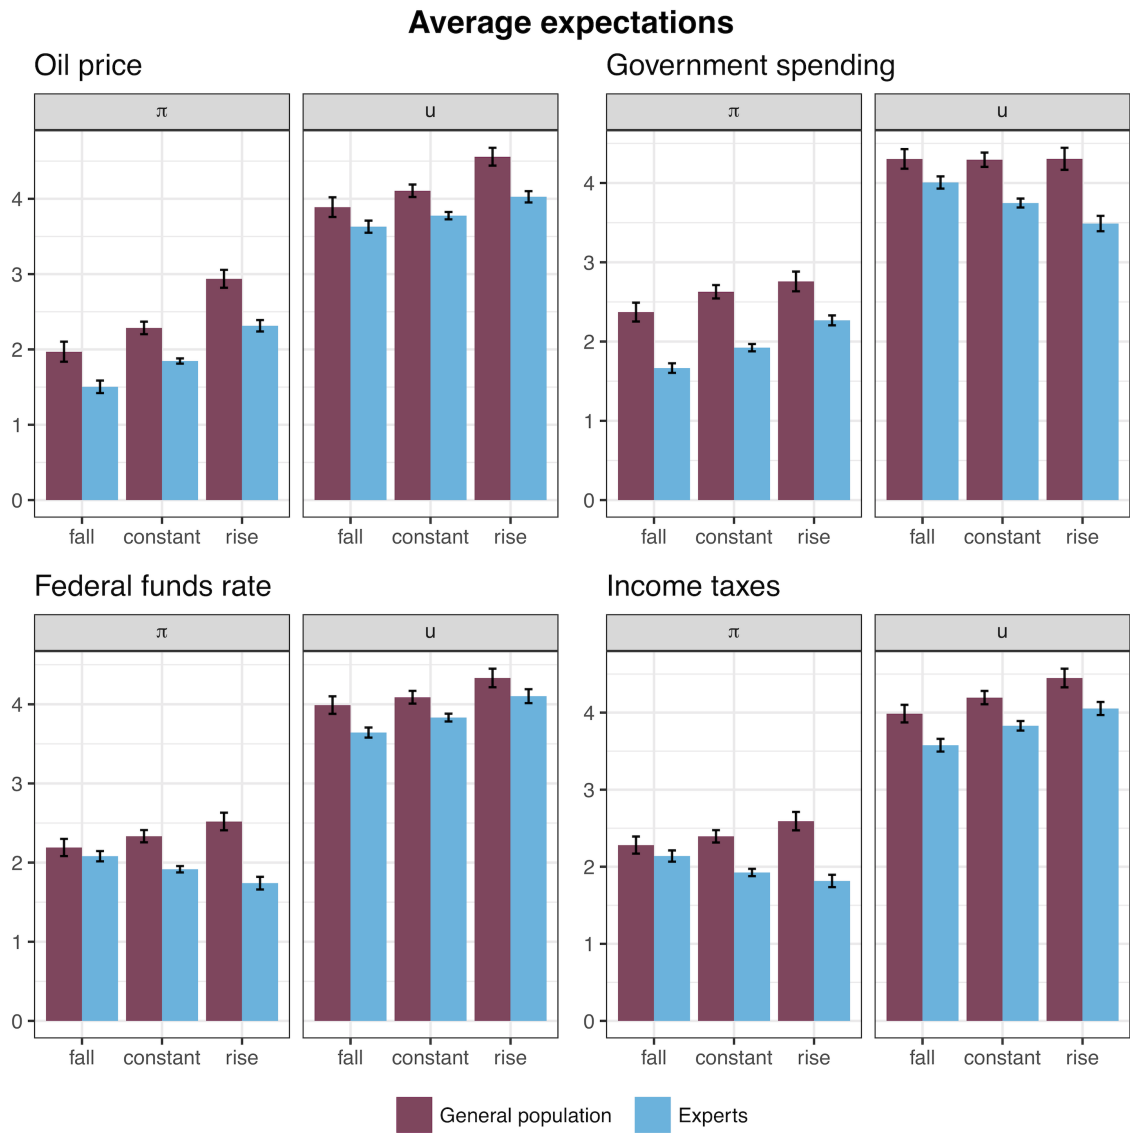 Average expectations
Oil price
π
u
4
3
2
1
0
fall constant rise
fall constant rise
Government spending
π
u
4
3
2
1
0
fall constant rise
fall constant rise
Federal funds rate
π
u
4
3
2
1
0
fall constant rise
fall constant rise
Income taxes
π
u
4
3
2
1
0
fall constant rise
fall constant rise
General population
Experts